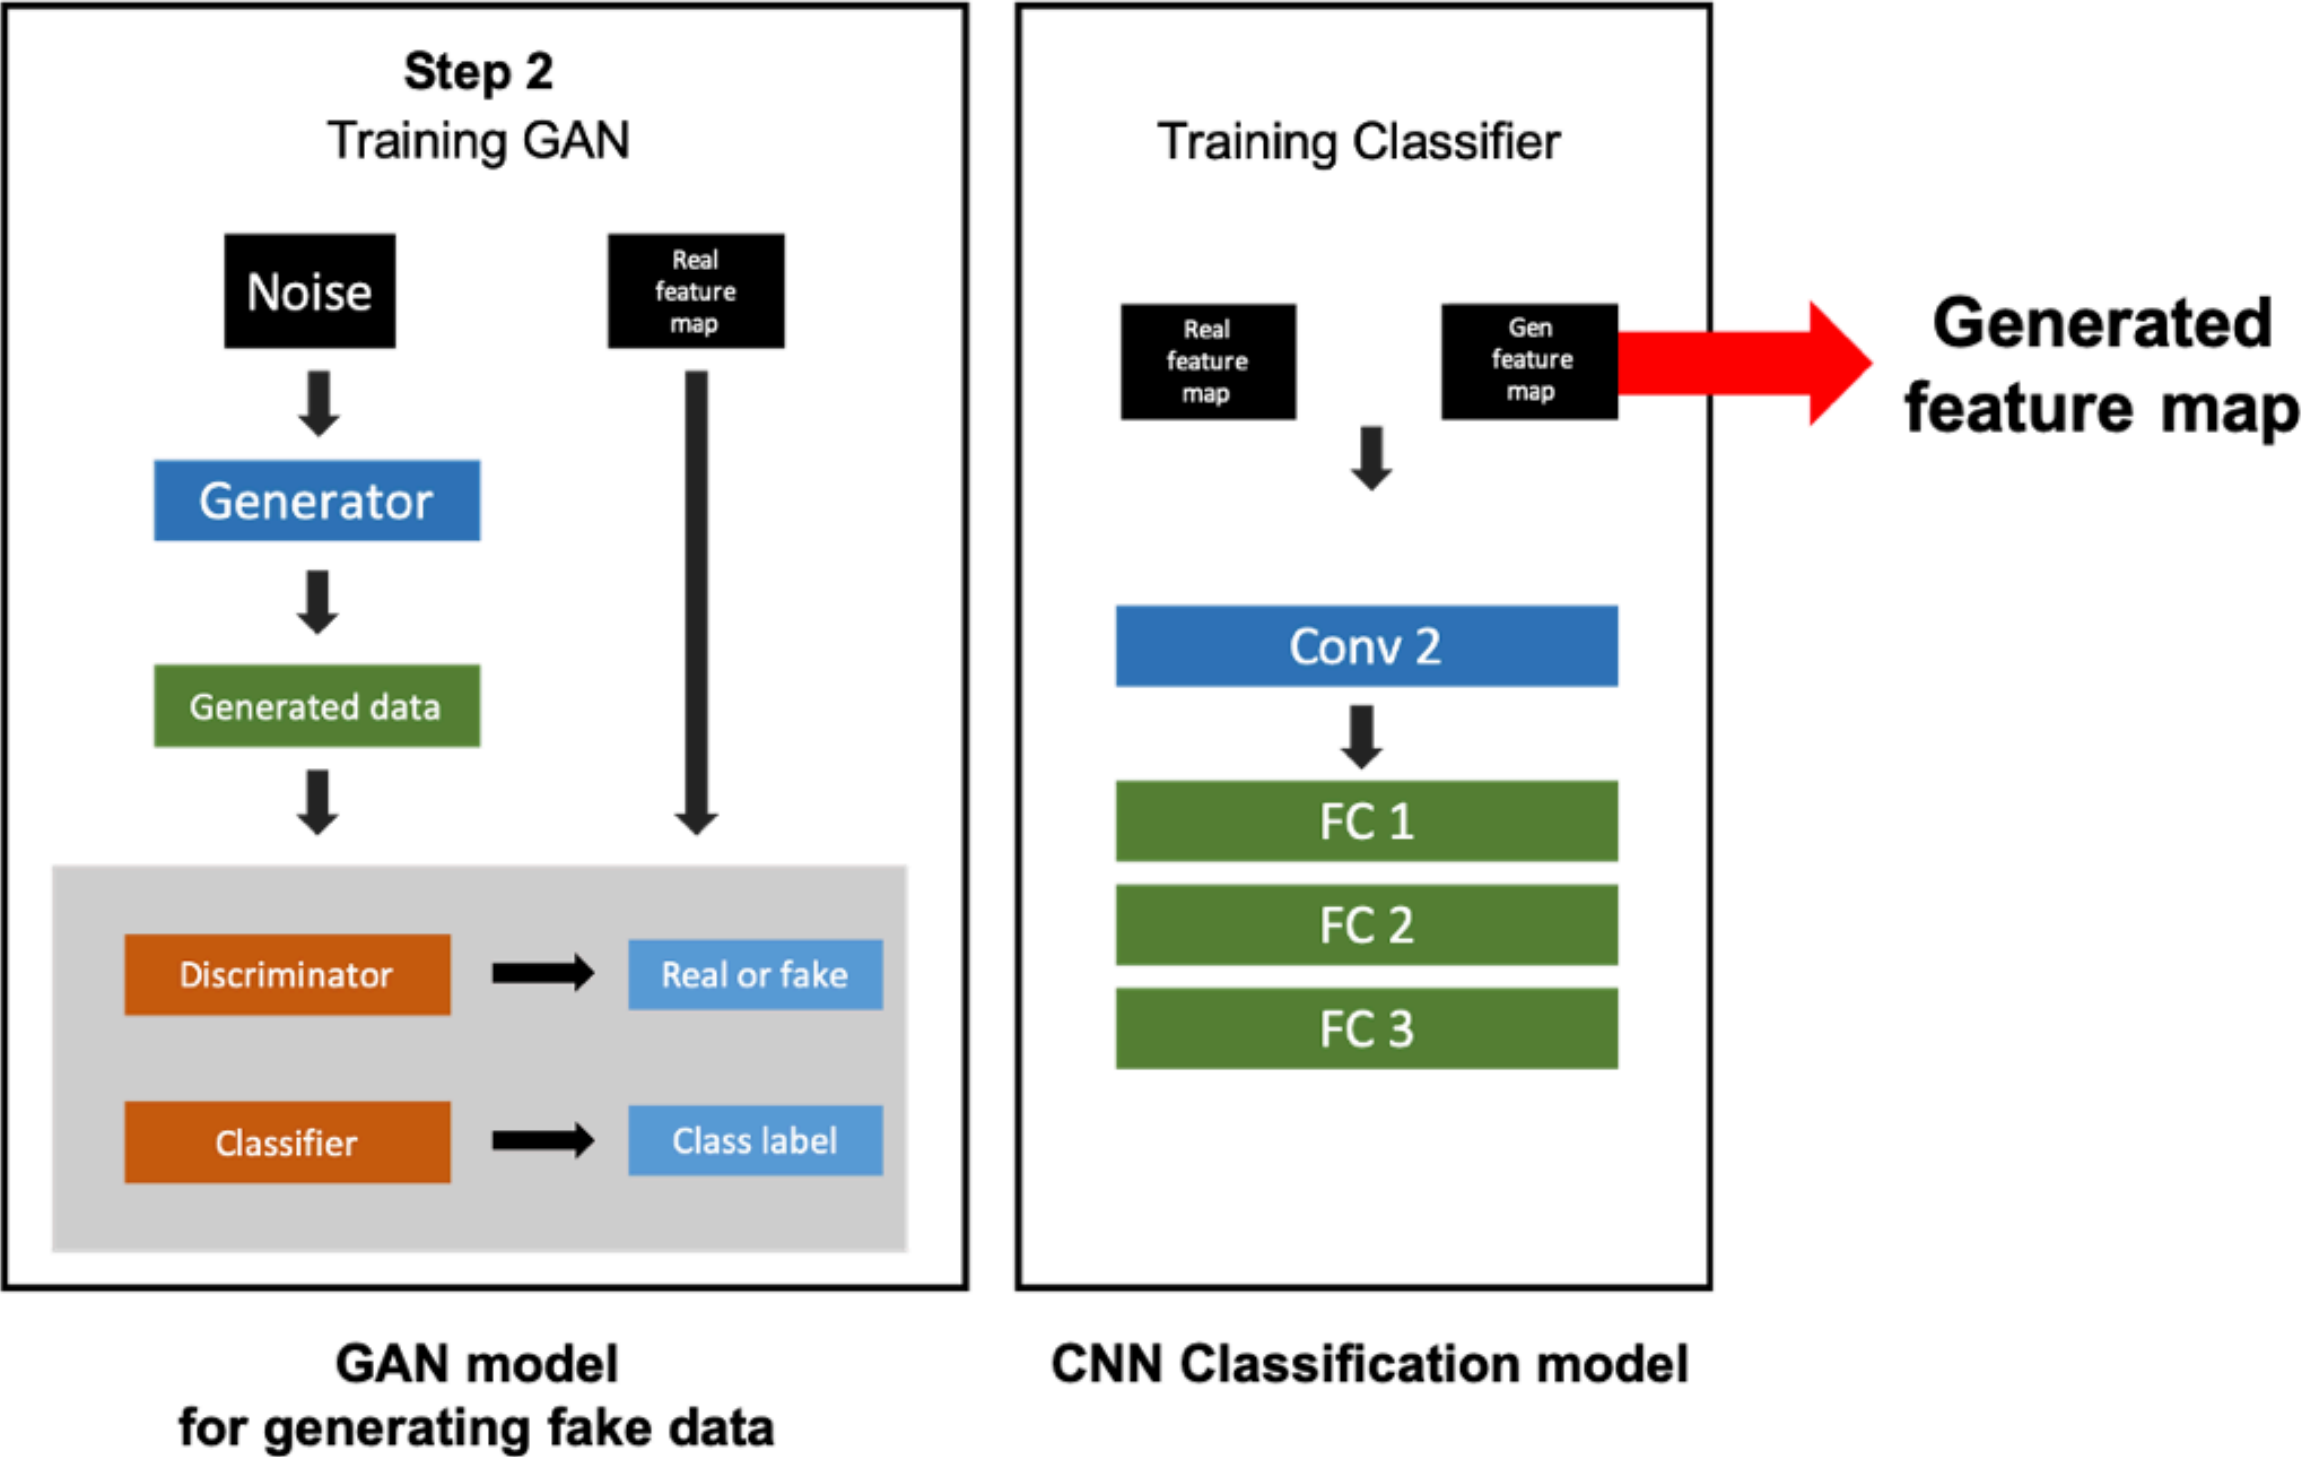 Step 2
Training GAN
Noise
Real
feature
map
Generator
Generated data
Discriminator
Real or fake
Classifier
Class label
GAN model
for generating fake data
Training Classifier
Real
feature
map
Gen
feature
map
Conv 2
FC 1
FC 2
FC 3
CNN Classification model
Generated
feature map